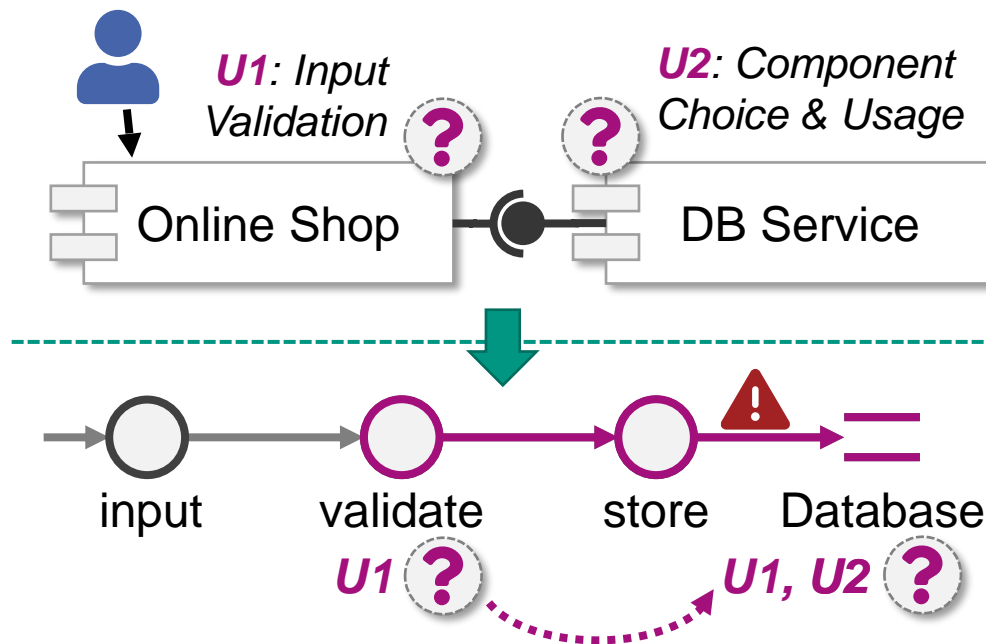 U1: Input
Validation
?
U2: Component
Choice & Usage
?
Online Shop
DB Service
!
input
validate
store
Database
U1 ?
U1, U2 ?